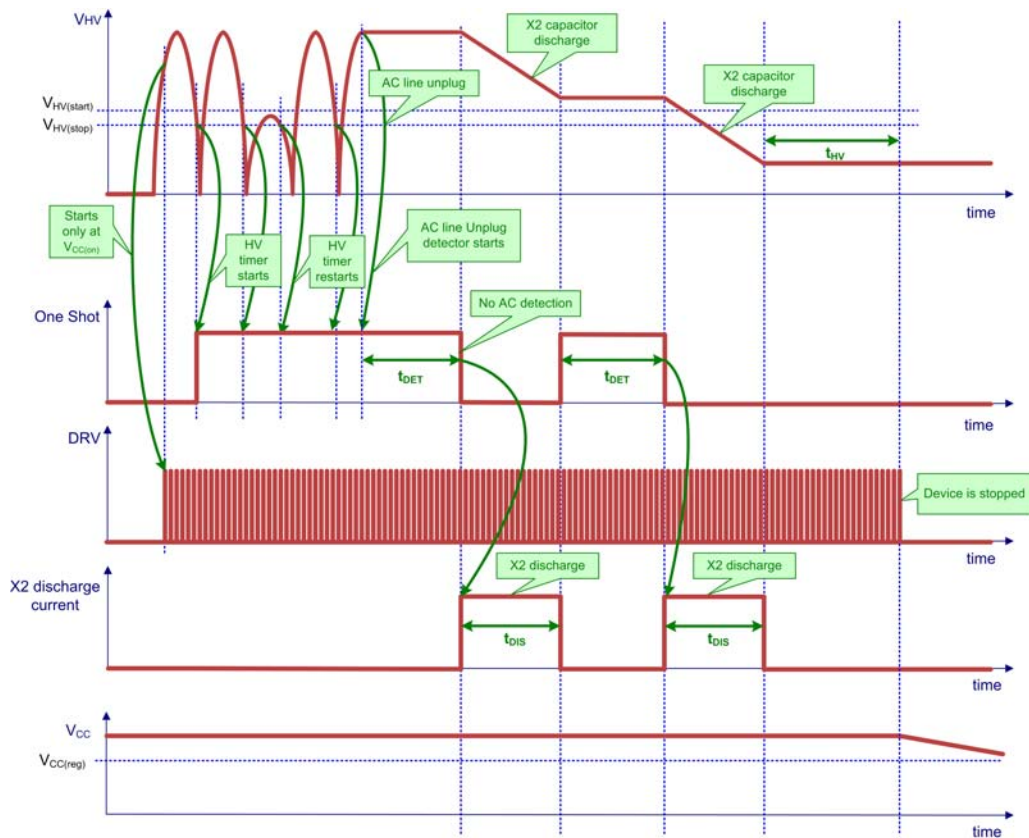 VHV
X2 capacitor
discharge
AC line unplug
X2 capacitor
discharge
VHV(start)
VHV(stop)
tHV
time
Starts
only at
VCC(on)
HV
timer
starts
HV
timer
restarts
AC line Unplug
detector starts
No AC detection
One Shot
tDET
tDET
time
DRV
Device is stopped
time
X2 discharge
X2 discharge
X2 discharge
current
tDIS
tDIS
time
VCC
VCC(reg)
time